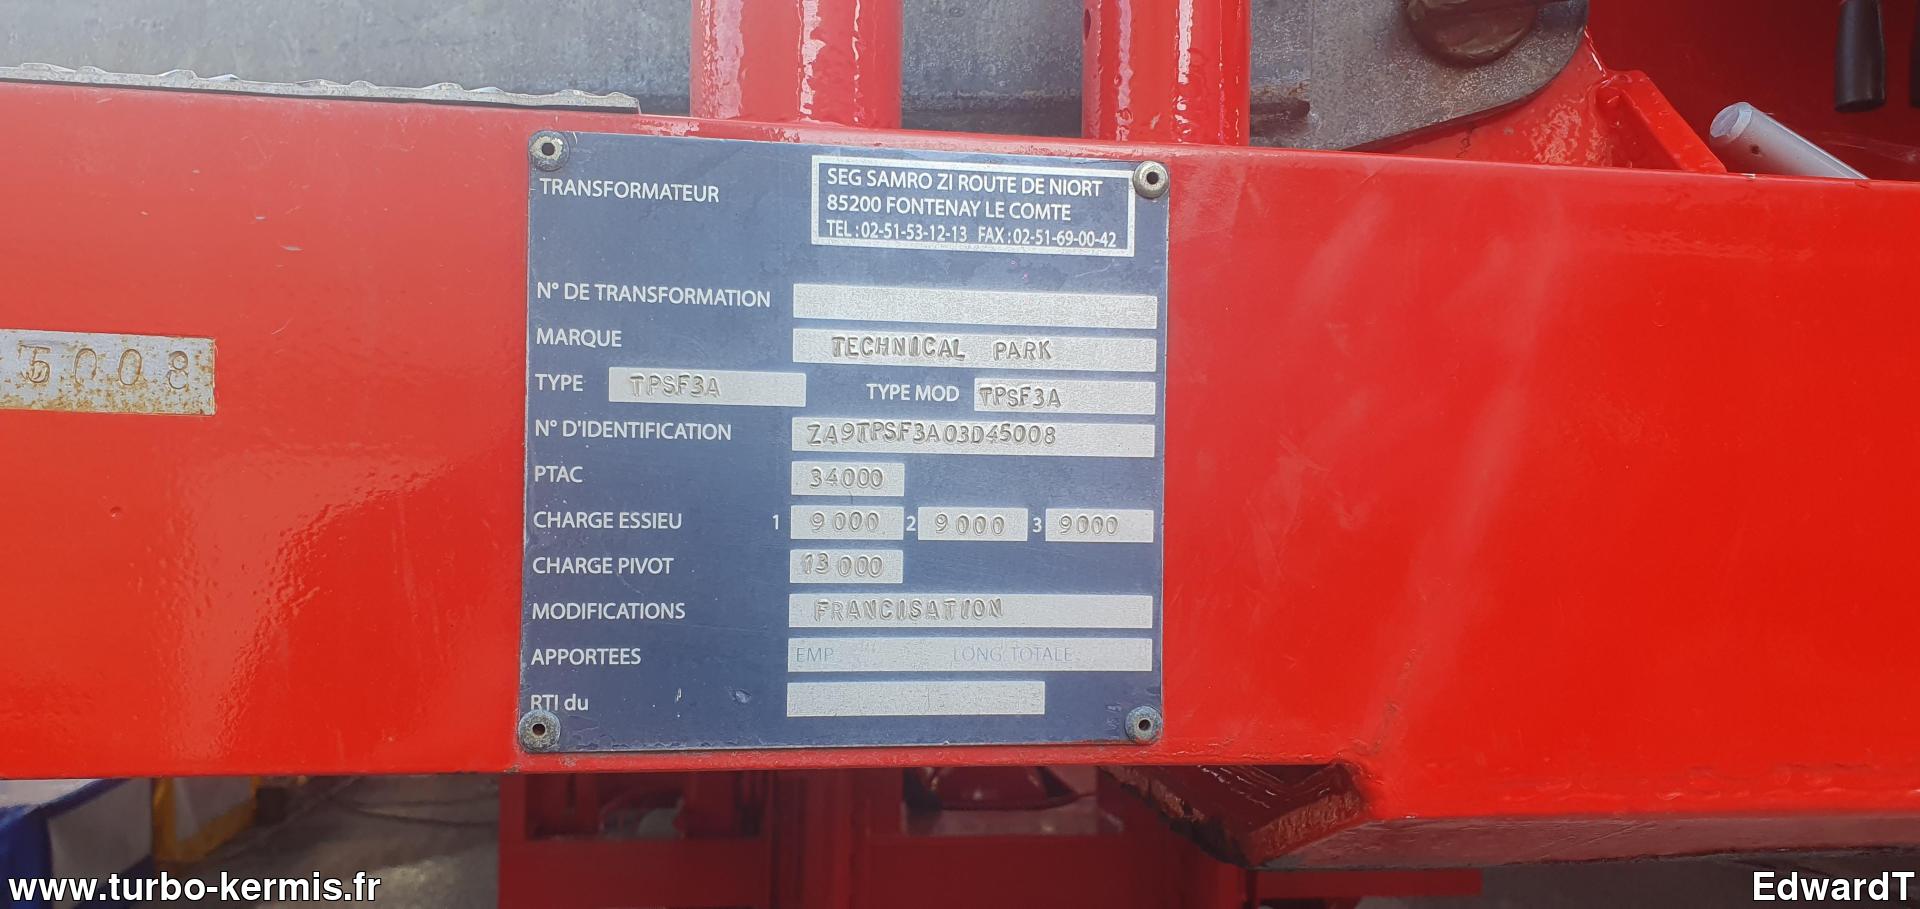 TRANSFORMATEUR
SEG SAMRO ZI ROUTE DE NIORT
85200 FONTENAY LE COMTE
TEL : 02-51-53-12-13 FAX : 02-51-69-00-42
N° DE TRANSFORMATION
MARQUE TECHNICAL PARK
5008
TYPE TPSF3A TYPE MOD TPSF3A
N° D'IDENTIFICATION ZA9TPSF3A03D45008
PTAC 34000
CHARGE ESSIEU 1 9000 2 9000 3 9000
CHARGE PIVOT 13000
MODIFICATIONS FRANCISATION
APPORTEES EMP LONG TOTALE
RTI du
www.turbo-kermis.fr
EdwardT